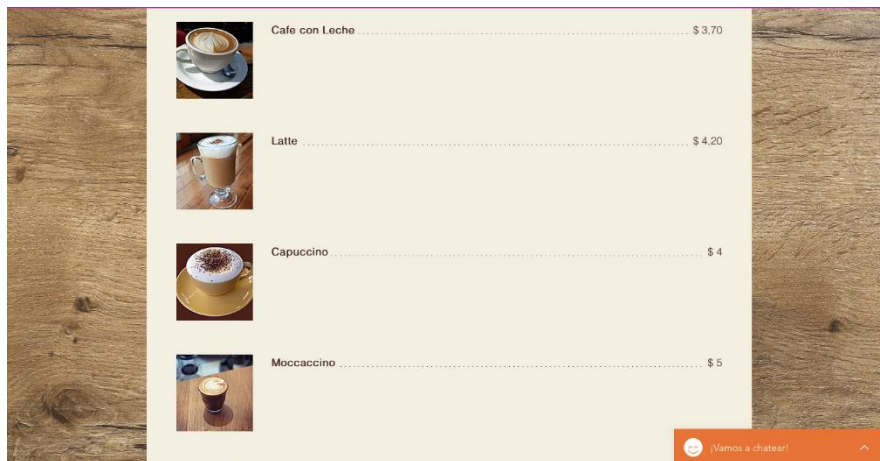 Cafe con Leche $ 3,70
Latte $ 4,20
Capuccino $ 4
Moccaccino $ 5
¡Vamos a chatear!